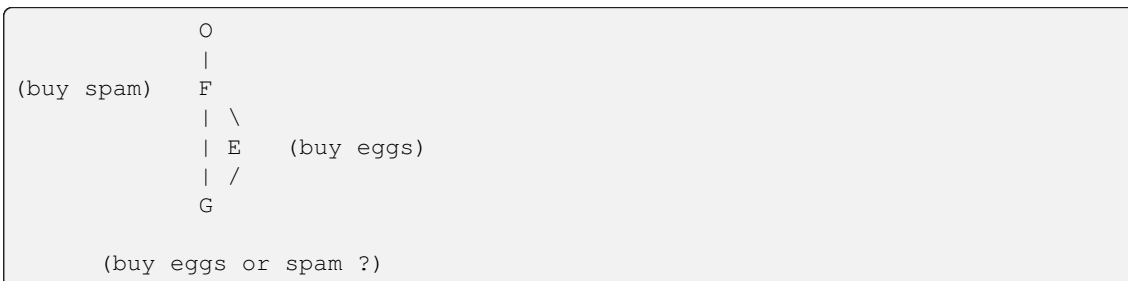 O
|
(buy spam) F
| \
| E (buy eggs)
| /
G
(buy eggs or spam ?)